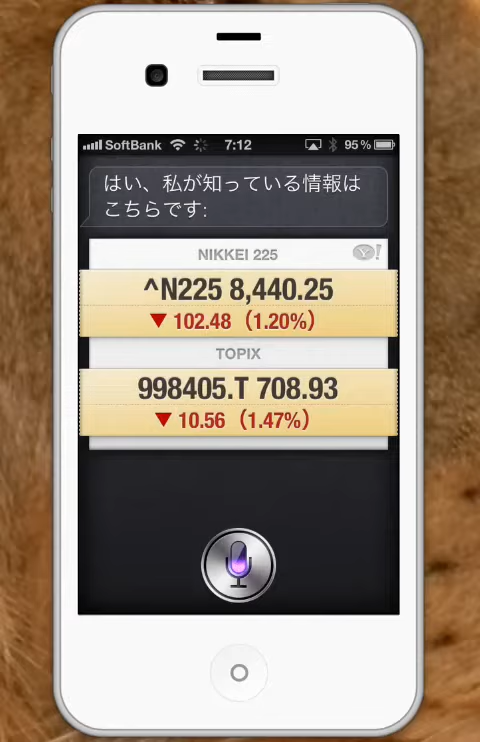 SoftBank 7:12 95%
はい、私が知っている情報は
こちらです:
NIKKEI 225 Y!
^N225 8,440.25
▼ 102.48 (1.20%)
TOPIX
998405.T 708.93
▼ 10.56 (1.47%)